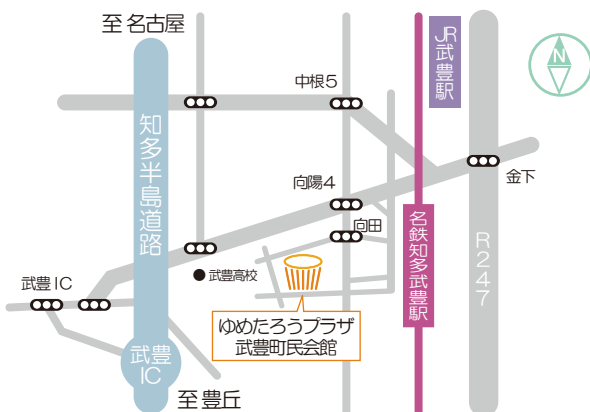 至名古屋
JR武豊駅
N
中根5
知多半島道路
金下
向陽4
向田
名鉄知多武豊駅
R247
武豊IC
武豊高校
ゆめたろうプラザ
武豊町民会館
武豊
IC
至豊丘